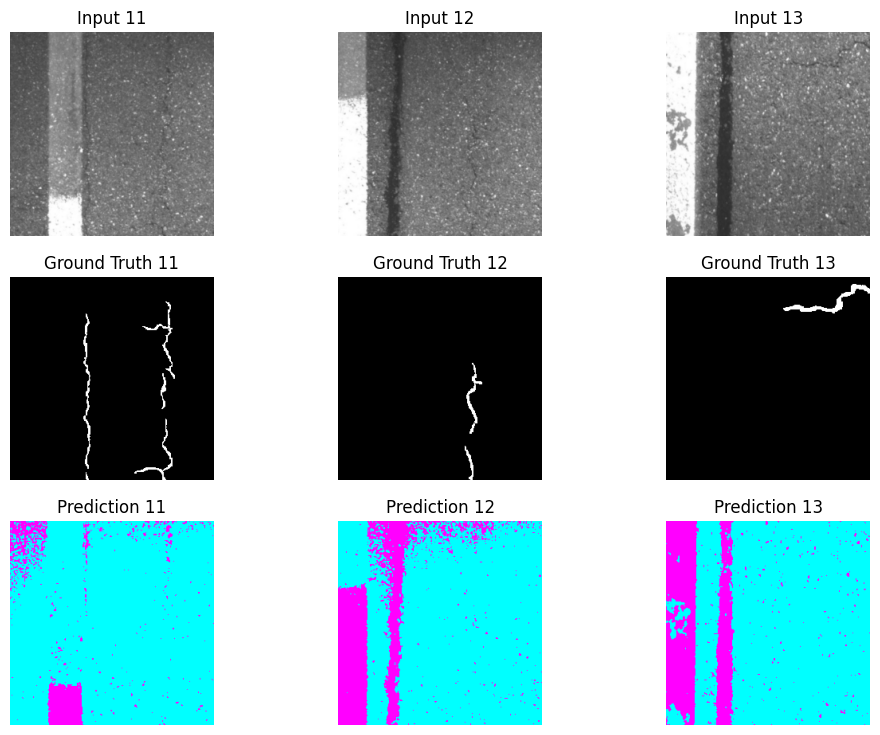 Input 11
Input 12
Input 13
Ground Truth 11
Ground Truth 12
Ground Truth 13
Prediction 11
Prediction 12
Prediction 13